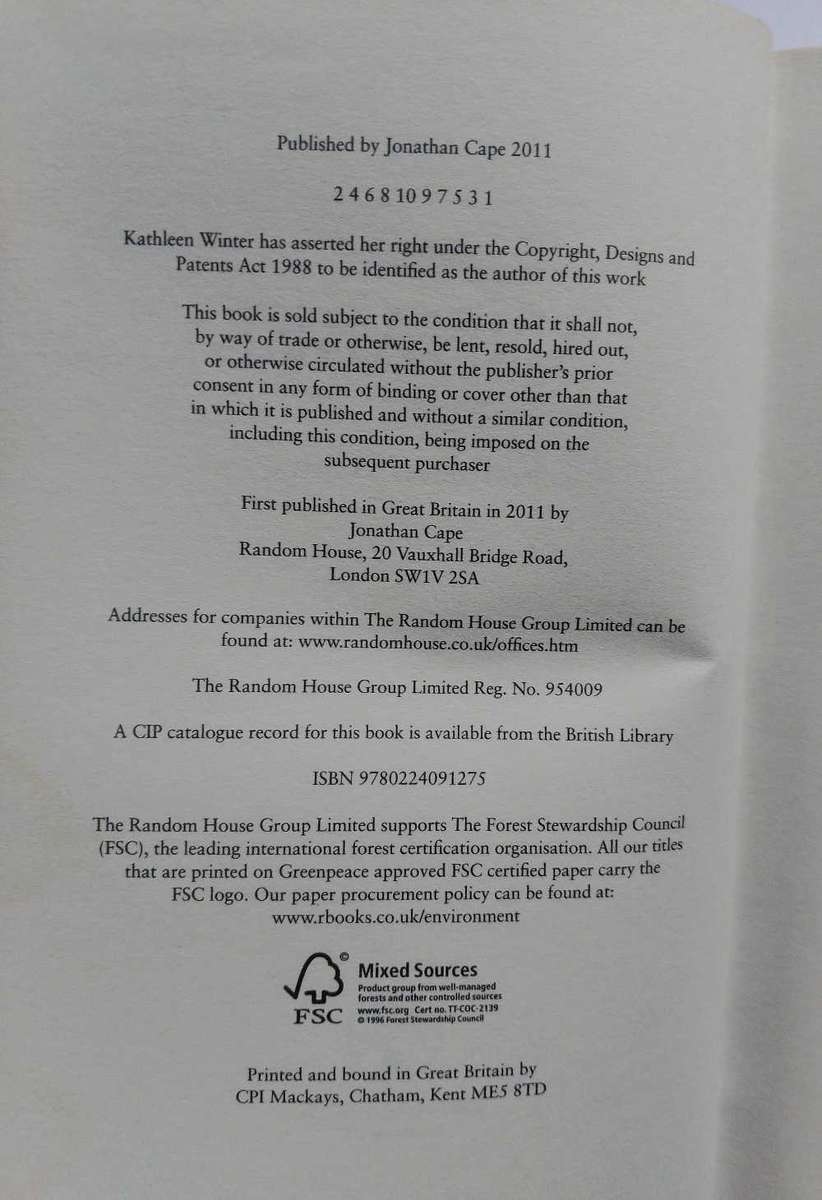 Published by Jonathan Cape 2011
2 4 6 8 10 9 7 5 3 1
Kathleen Winter has asserted her right under the Copyright, Designs and
Patents Act 1988 to be identified as the author of this work
This book is sold subject to the condition that it shall not,
by way of trade or otherwise, be lent, resold, hired out,
or otherwise circulated without the publisher's prior
consent in any form of binding or cover other than that
in which it is published and without a similar condition,
including this condition, being imposed on the
subsequent purchaser
First published in Great Britain in 2011 by
Jonathan Cape
Random House, 20 Vauxhall Bridge Road,
London SW1V 2SA
Addresses for companies within The Random House Group Limited can be
found at: www.randomhouse.co.uk/offices.htm
The Random House Group Limited Reg. No. 954009
A CIP catalogue record for this book is available from the British Library
ISBN 9780224091275
The Random House Group Limited supports The Forest Stewardship Council
(FSC), the leading international forest certification organisation. All our titles
that are printed on Greenpeace approved FSC certified paper carry the
FSC logo. Our paper procurement policy can be found at:
www.rbooks.co.uk/environment
©
FSC
Mixed Sources
Product group from well-managed
forests and other controlled sources
www.fsc.org Cert no. TT-COC-2139
© 1996 Forest Stewardship Council
Printed and bound in Great Britain by
CPI Mackays, Chatham, Kent ME5 8TD